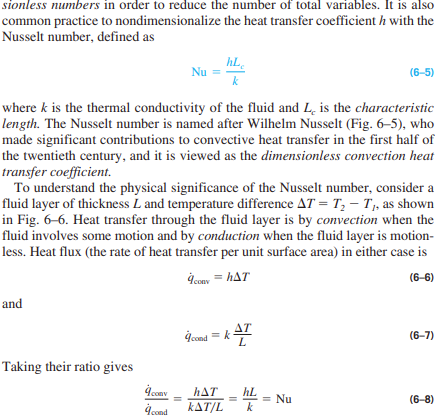 sionless numbers in order to reduce the number of total variables. It is also
common practice to nondimensionalize the heat transfer coefficient h with the
Nusselt number, defined as
Nu = hL_c / k (6–5)
where k is the thermal conductivity of the fluid and L_c is the characteristic
length. The Nusselt number is named after Wilhelm Nusselt (Fig. 6–5), who
made significant contributions to convective heat transfer in the first half of
the twentieth century, and it is viewed as the dimensionless convection heat
transfer coefficient.
To understand the physical significance of the Nusselt number, consider a
fluid layer of thickness L and temperature difference ΔT = T₂ − T₁, as shown
in Fig. 6–6. Heat transfer through the fluid layer is by convection when the
fluid involves some motion and by conduction when the fluid layer is motion-
less. Heat flux (the rate of heat transfer per unit surface area) in either case is
q̇_conv = hΔT (6–6)
and
q̇_cond = k ΔT / L (6–7)
Taking their ratio gives
q̇_conv / q̇_cond = hΔT / kΔT/L = hL / k = Nu (6–8)